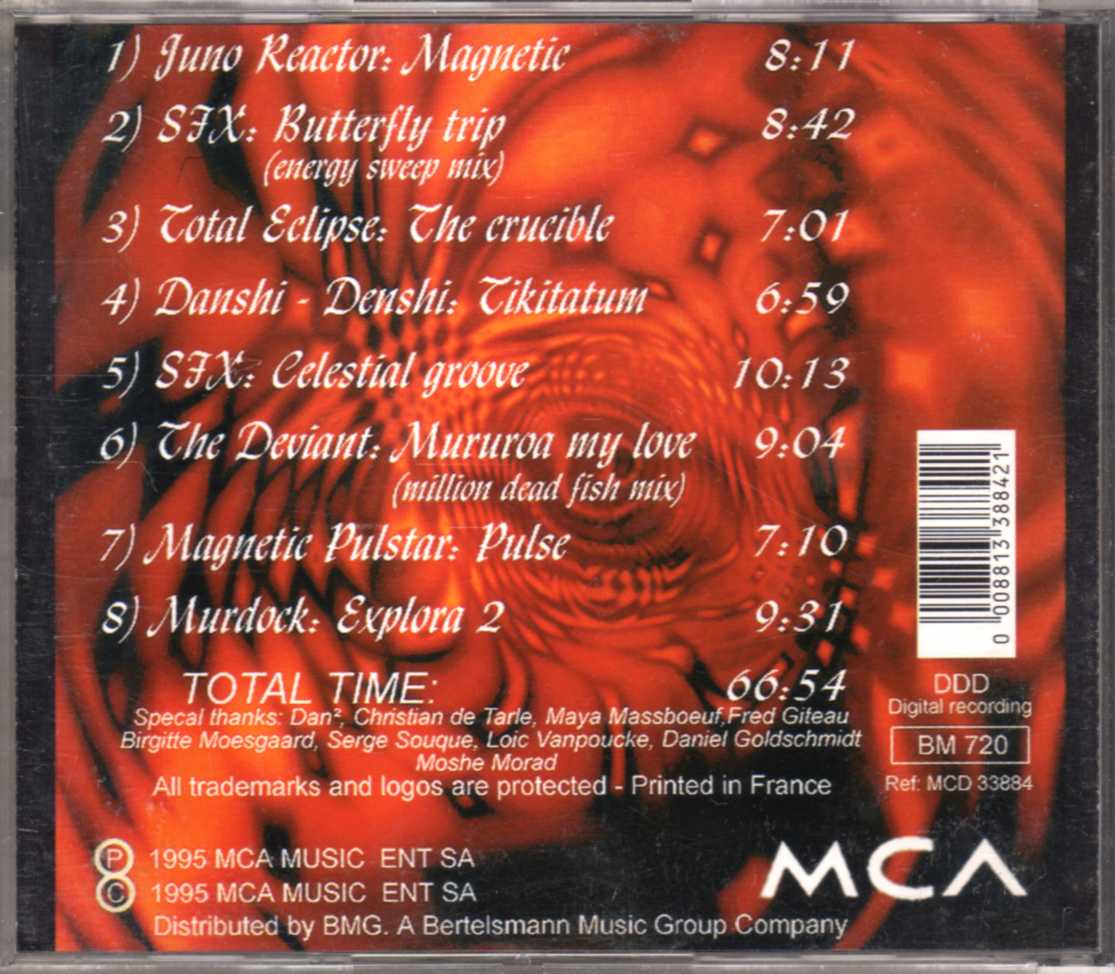 1) Juno Reactor: Magnetic 8:11
2) SFX: Butterfly trip 8:42
(energy sweep mix)
3) Total Eclipse: The crucible 7:01
4) Danshi - Denshi: Tikitatum 6:59
5) SFX: Celestial groove 10:13
6) The Deviant: Mururoa my love 9:04
(million dead fish mix)
7) Magnetic Pulstar: Pulse 7:10
8) Murdock: Explora 2 9:31
TOTAL TIME: 66:54
Specal thanks: Dan², Christian de Tarle, Maya Massboeuf,Fred Giteau
Birgitte Moesgaard, Serge Souque, Loic Vanpoucke, Daniel Goldschmidt
Moshe Morad
All trademarks and logos are protected - Printed in France
0 008813 388421
DDD
Digital recording
BM 720
Ref: MCD 33884
P 1995 MCA MUSIC ENT SA
C 1995 MCA MUSIC ENT SA
Distributed by BMG. A Bertelsmann Music Group Company
MCA